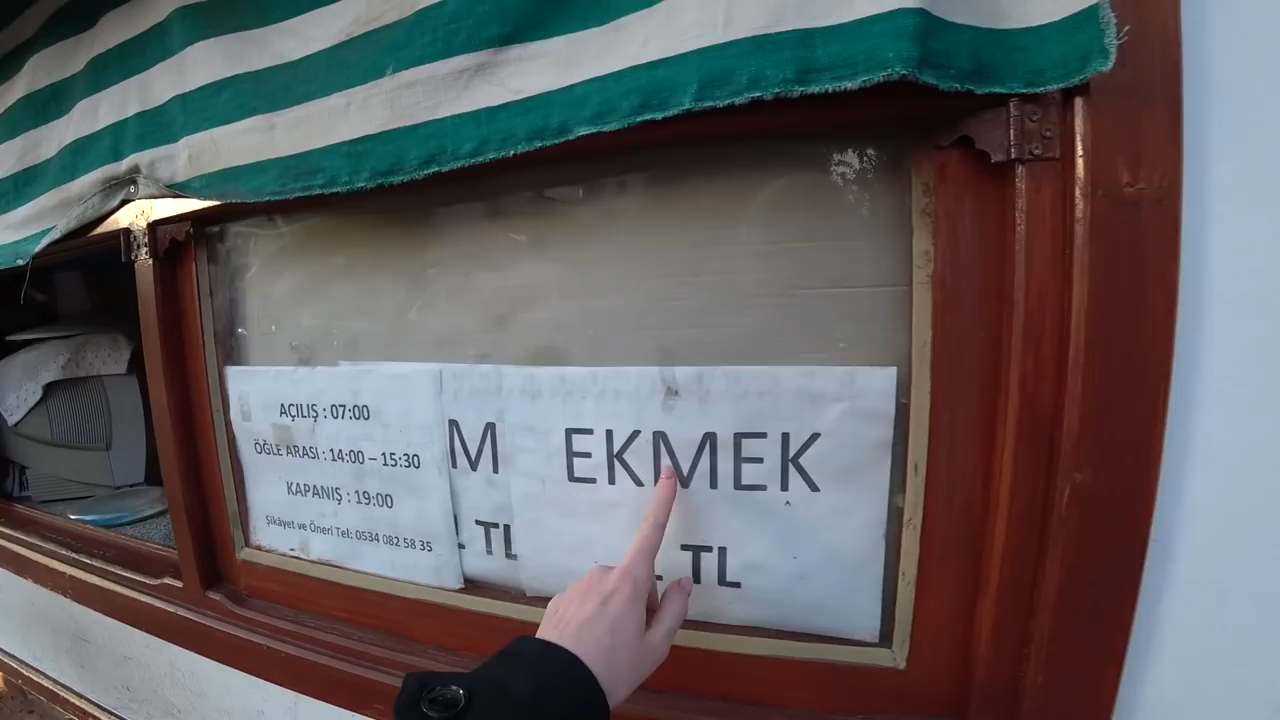 AÇILIŞ : 07:00
ÖĞLE ARASI : 14:00 – 15:30
KAPANIŞ : 19:00
Şikâyet ve Öneri Tel: 0534 082 58 35
M
TL
EKMEK
TL